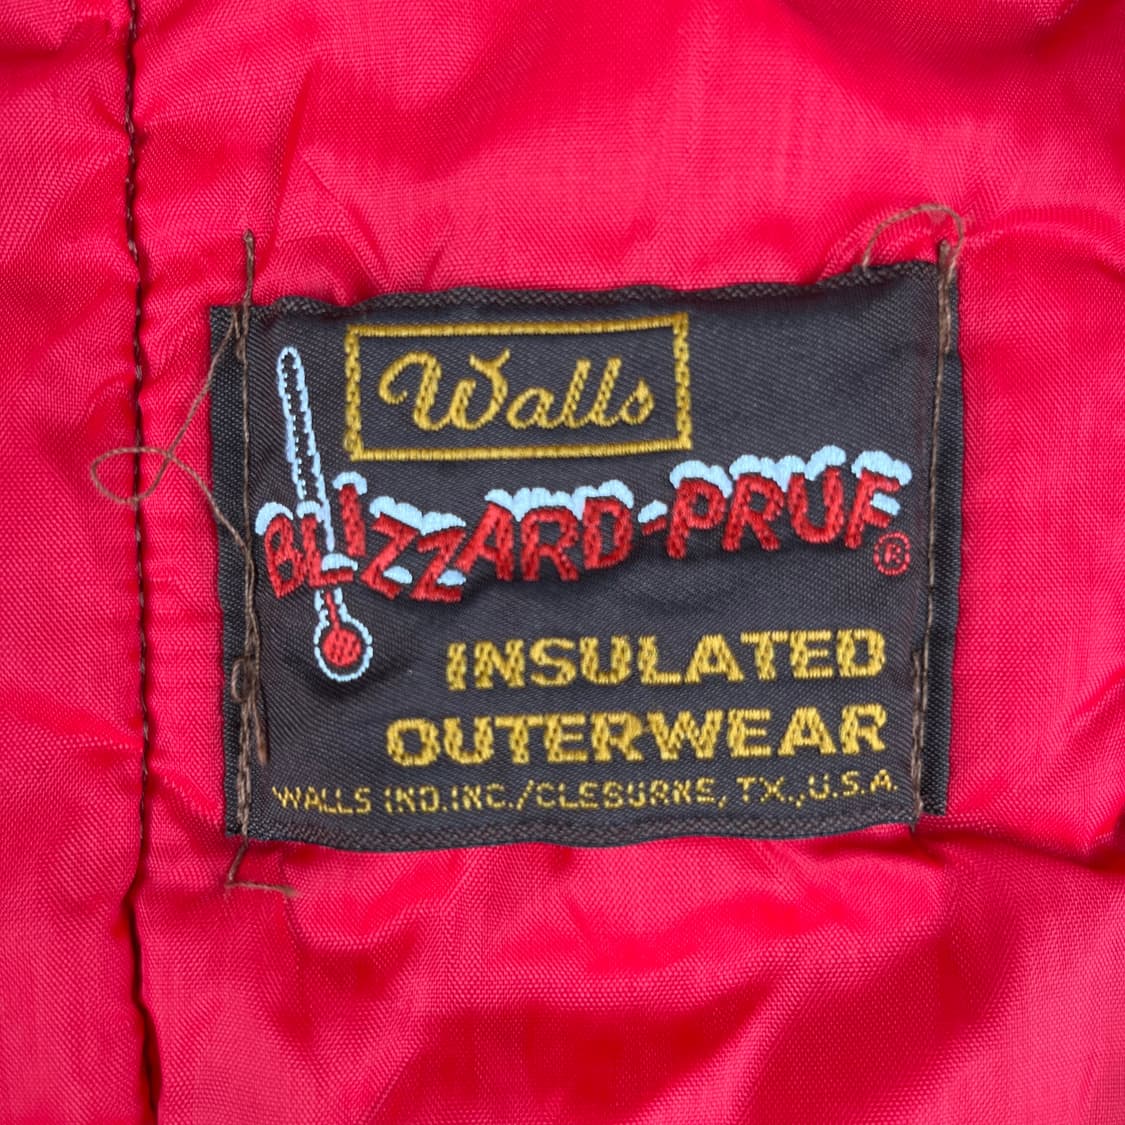 Walls
BLIZZARD-PRUF®
INSULATED
OUTERWEAR
WALLS IND.INC./CLEBURNE, TX., U.S.A.